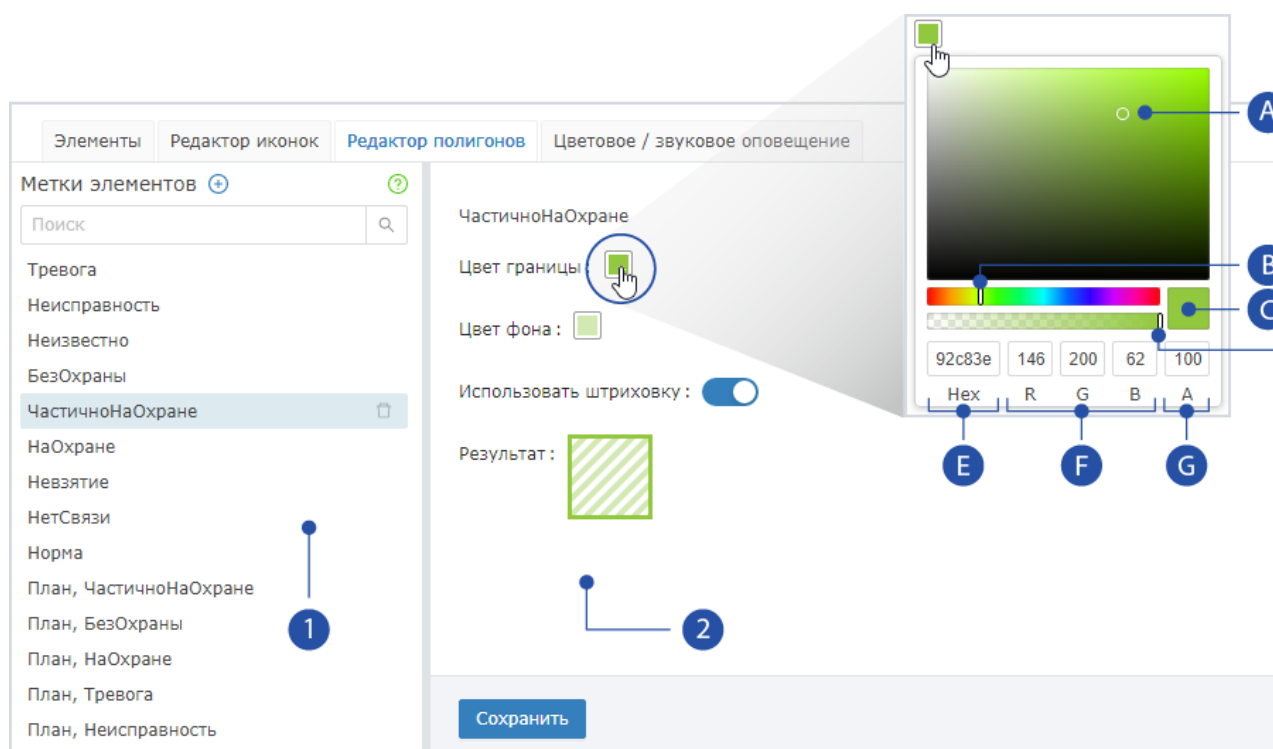 Элементы
Редактор иконок
Редактор полигонов
Цветовое / звуковое оповещение
Метки элементов
?
Поиск
Тревога
Неисправность
Неизвестно
БезОхраны
ЧастичноНаОхране
НаОхране
Невзятие
НетСвязи
Норма
План, ЧастичноНаОхране
План, БезОхраны
План, НаОхране
План, Тревога
План, Неисправность
1
ЧастичноНаОхране
Цвет границы :
Цвет фона :
Использовать штриховку :
Результат :
2
Сохранить
A
B
C
92c83e 146 200 62 100
Hex R G B A
E F G